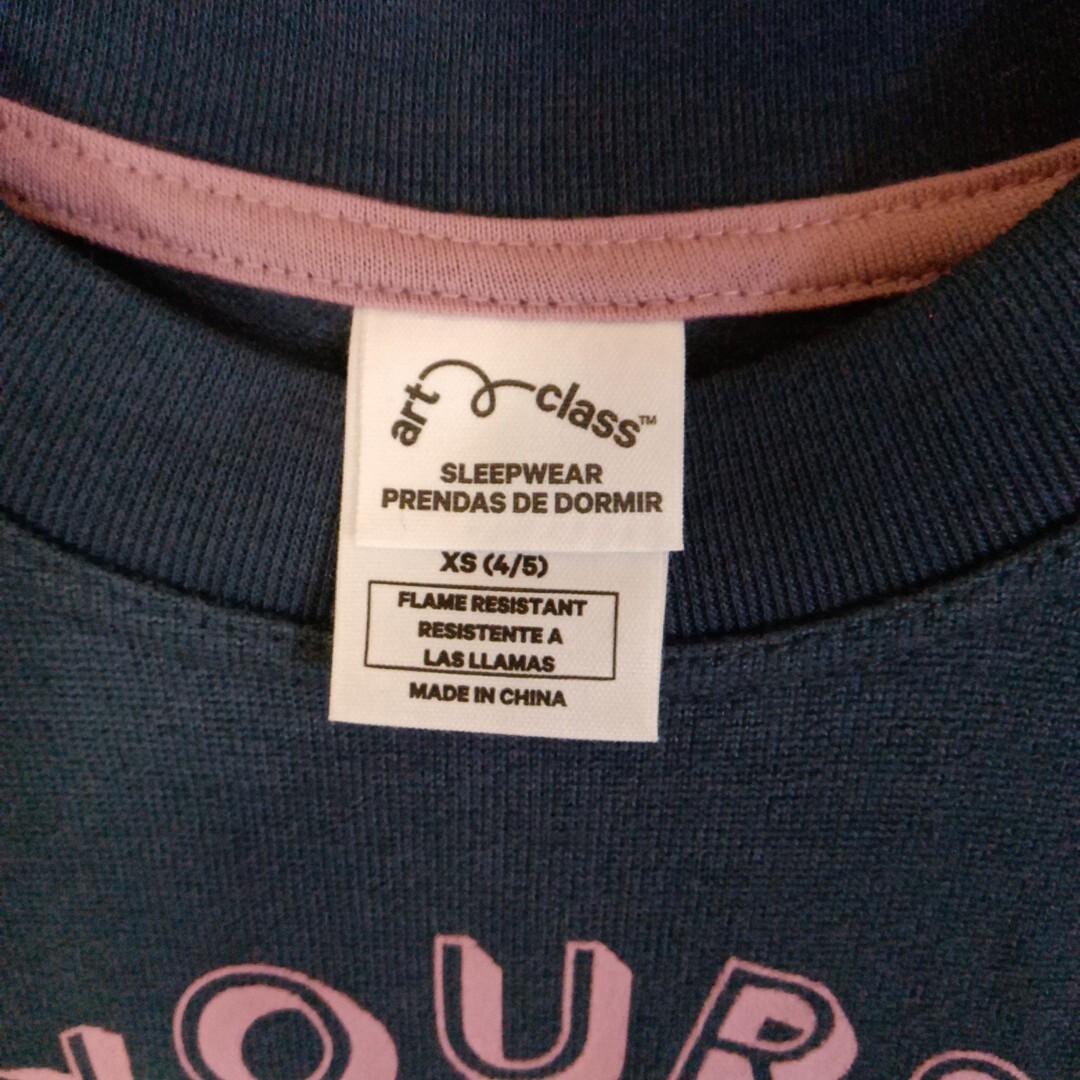 art class™
SLEEPWEAR
PRENDAS DE DORMIR
XS (4/5)
FLAME RESISTANT
RESISTENTE A
LAS LLAMAS
MADE IN CHINA
OUR